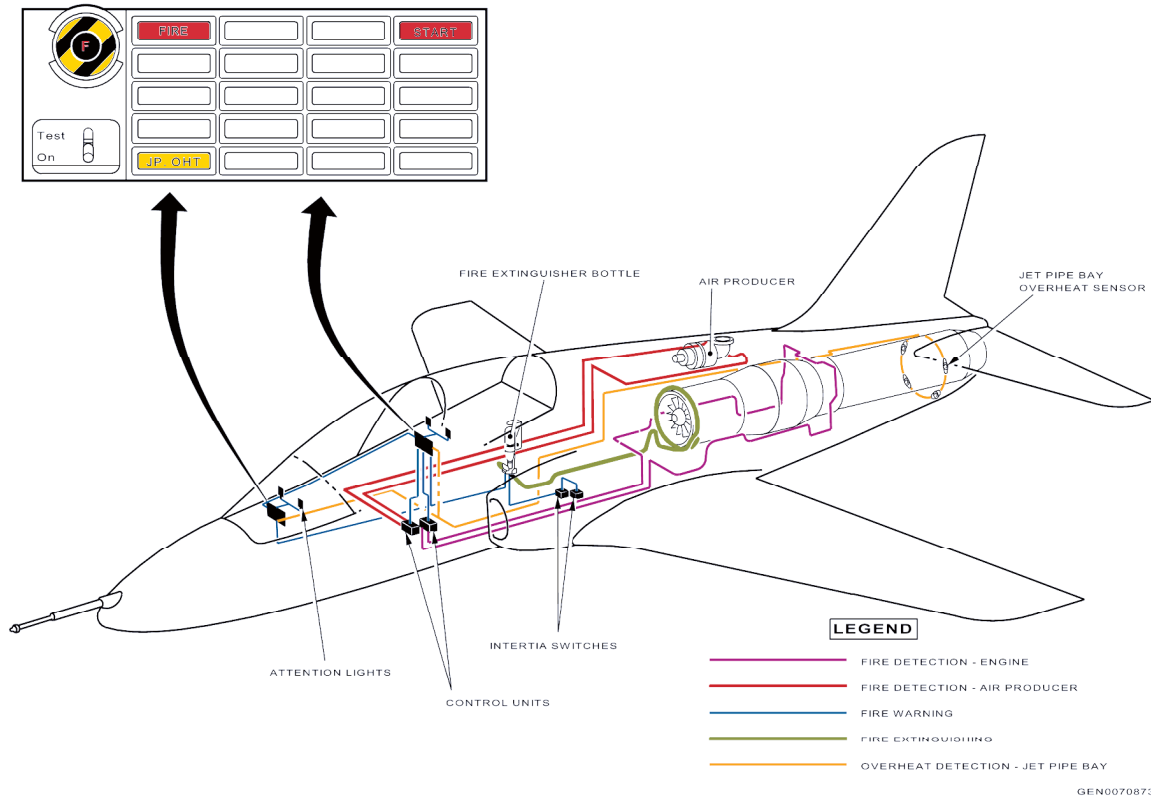 F
FIRE
START
Test
On
JP. OHT
FIRE EXTINGUISHER BOTTLE
AIR PRODUCER
JET PIPE BAY
OVERHEAT SENSOR
INTERTIA SWITCHES
ATTENTION LIGHTS
CONTROL UNITS
LEGEND
FIRE DETECTION - ENGINE
FIRE DETECTION - AIR PRODUCER
FIRE WARNING
FIRE EXTINGUISHING
OVERHEAT DETECTION - JET PIPE BAY
GEN0070873